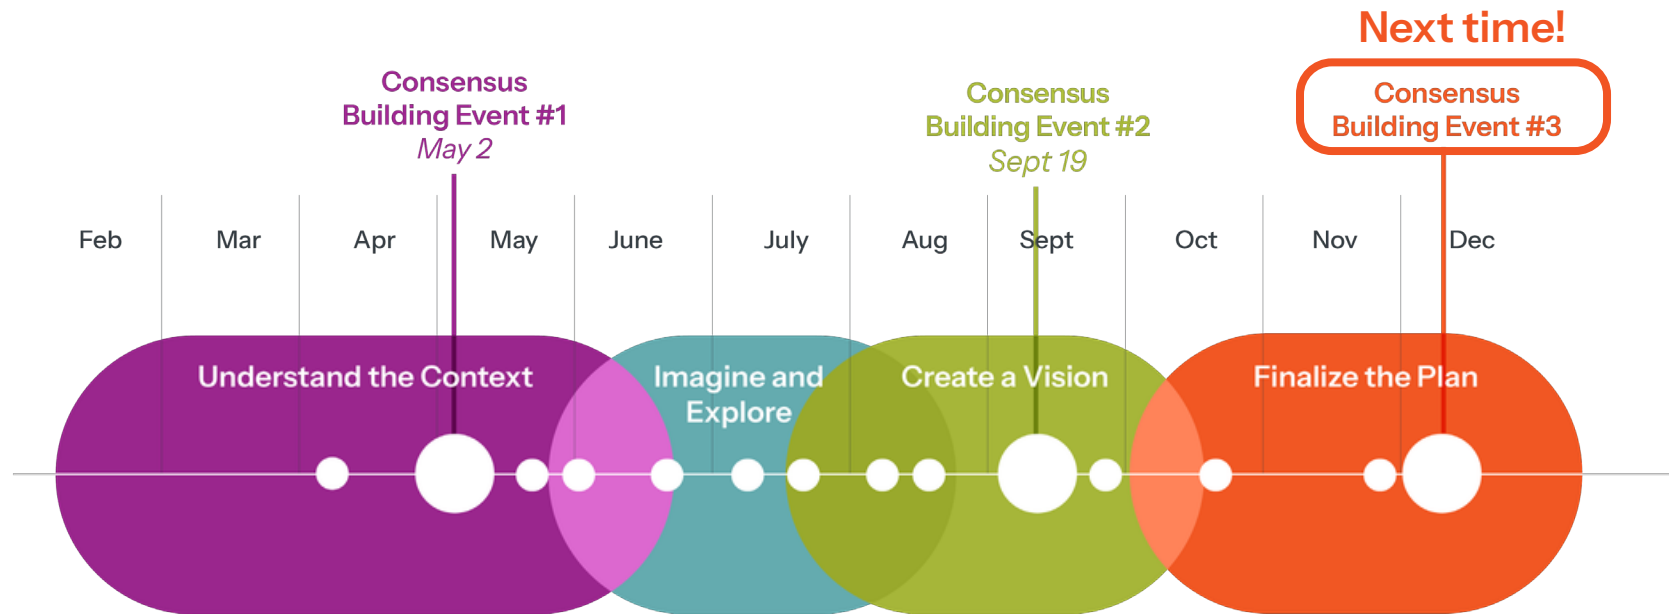 Next time!
Consensus
Building Event #1
May 2
Consensus
Building Event #2
Sept 19
Consensus
Building Event #3
Feb
Mar
Apr
May
June
July
Aug
Sept
Oct
Nov
Dec
Understand the Context
Imagine and
Explore
Create a Vision
Finalize the Plan